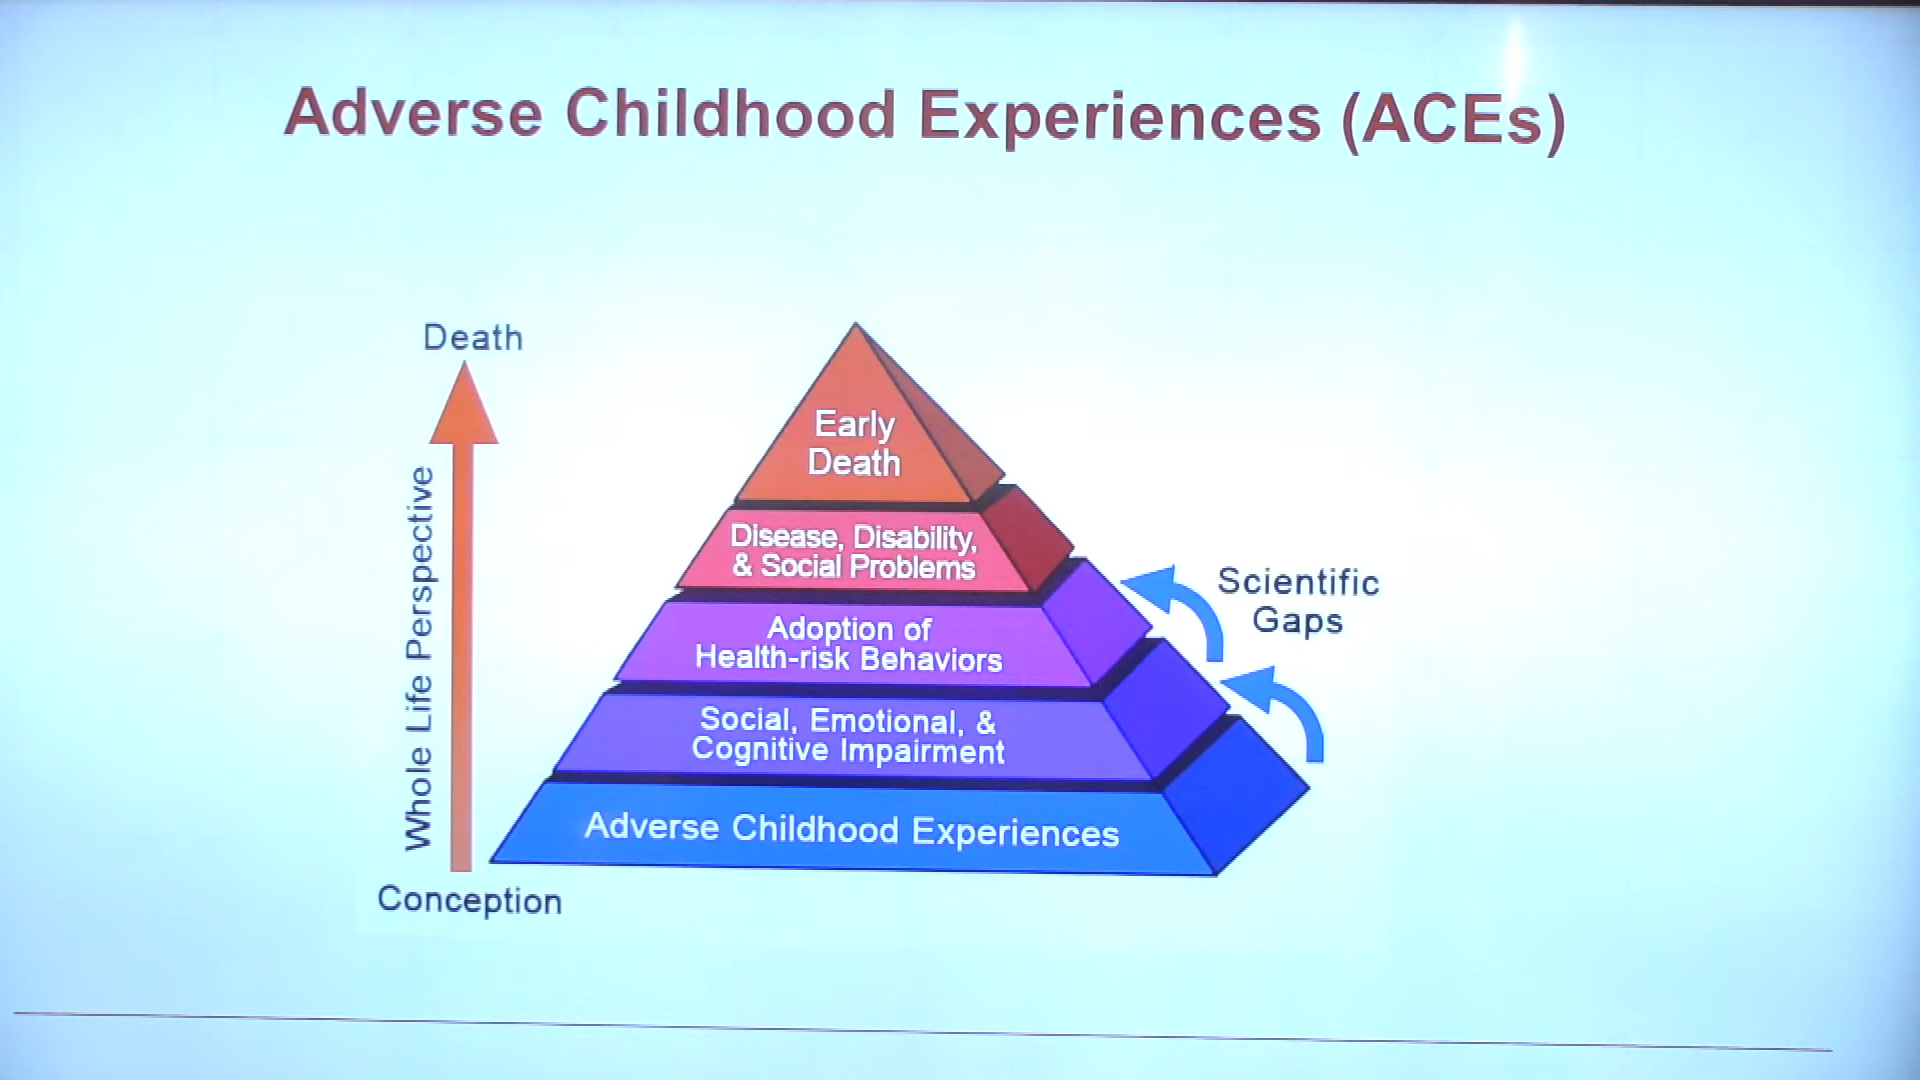 Adverse Childhood Experiences (ACEs)
Death
Whole Life Perspective
Conception
Early
Death
Disease, Disability,
& Social Problems
Adoption of
Health-risk Behaviors
Social, Emotional, &
Cognitive Impairment
Adverse Childhood Experiences
Scientific
Gaps